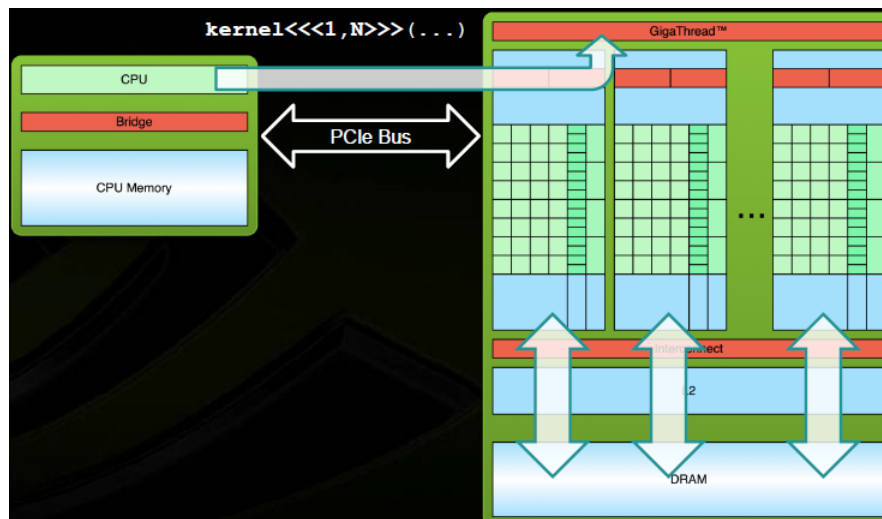 kernel<<<1,N>>>(...)
GigaThread™
CPU
Bridge
PCIe Bus
CPU Memory
...
Interconnect
L2
DRAM